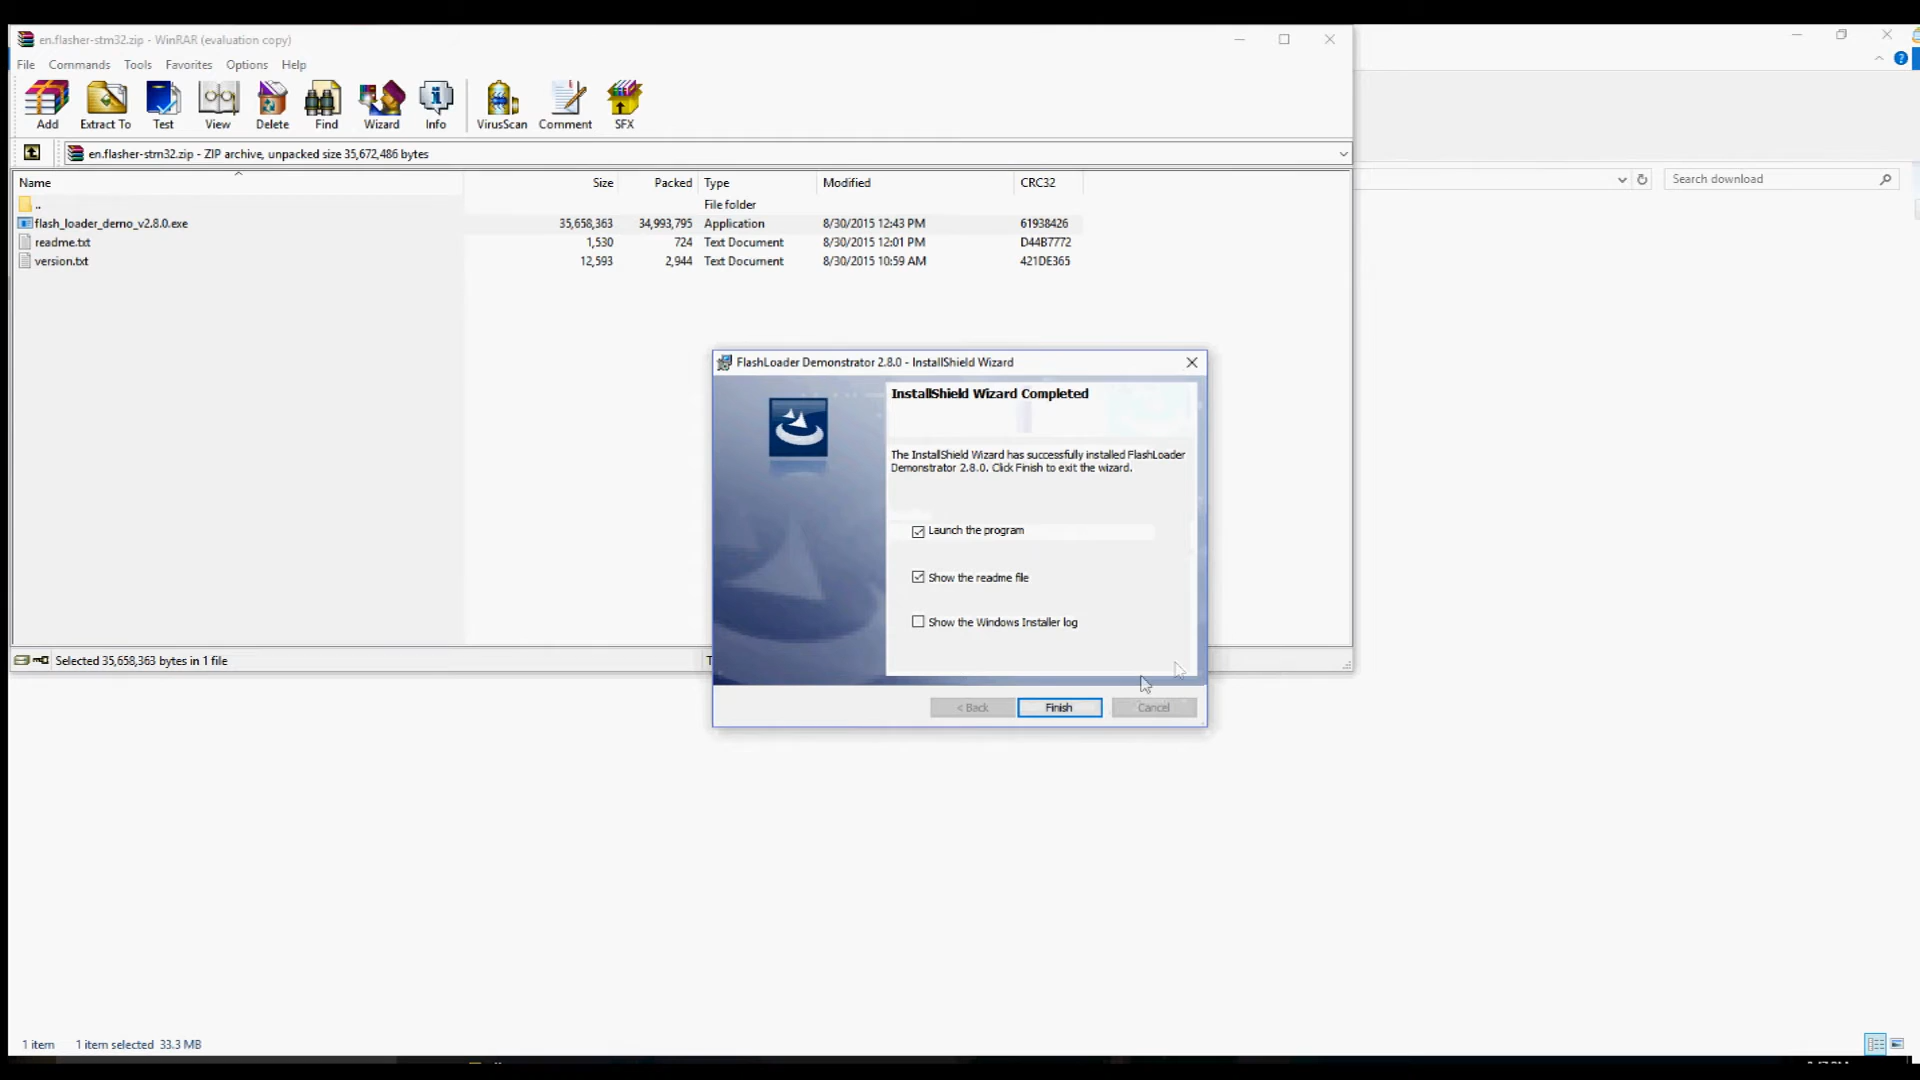 en.flasher-stm32.zip - WinRAR (evaluation copy)
File Commands Tools Favorites Options Help
Add Extract To Test View Delete Find Wizard Info VirusScan Comment SFX
en.flasher-stm32.zip - ZIP archive, unpacked size 35,672,486 bytes
Search download
Name Size Packed Type Modified CRC32
.. File folder
flash_loader_demo_v2.8.0.exe 35,658,363 34,993,795 Application 8/30/2015 12:43 PM 61938426
readme.txt 1,530 724 Text Document 8/30/2015 12:01 PM D44B7772
version.txt 12,593 2,944 Text Document 8/30/2015 10:59 AM 421DE365
FlashLoader Demonstrator 2.8.0 - InstallShield Wizard
InstallShield Wizard Completed
The InstallShield Wizard has successfully installed FlashLoader
Demonstrator 2.8.0. Click Finish to exit the wizard.
Launch the program
Show the readme file
Show the Windows Installer log
Selected 35,658,363 bytes in 1 file
< Back Finish Cancel
1 item 1 item selected 33.3 MB